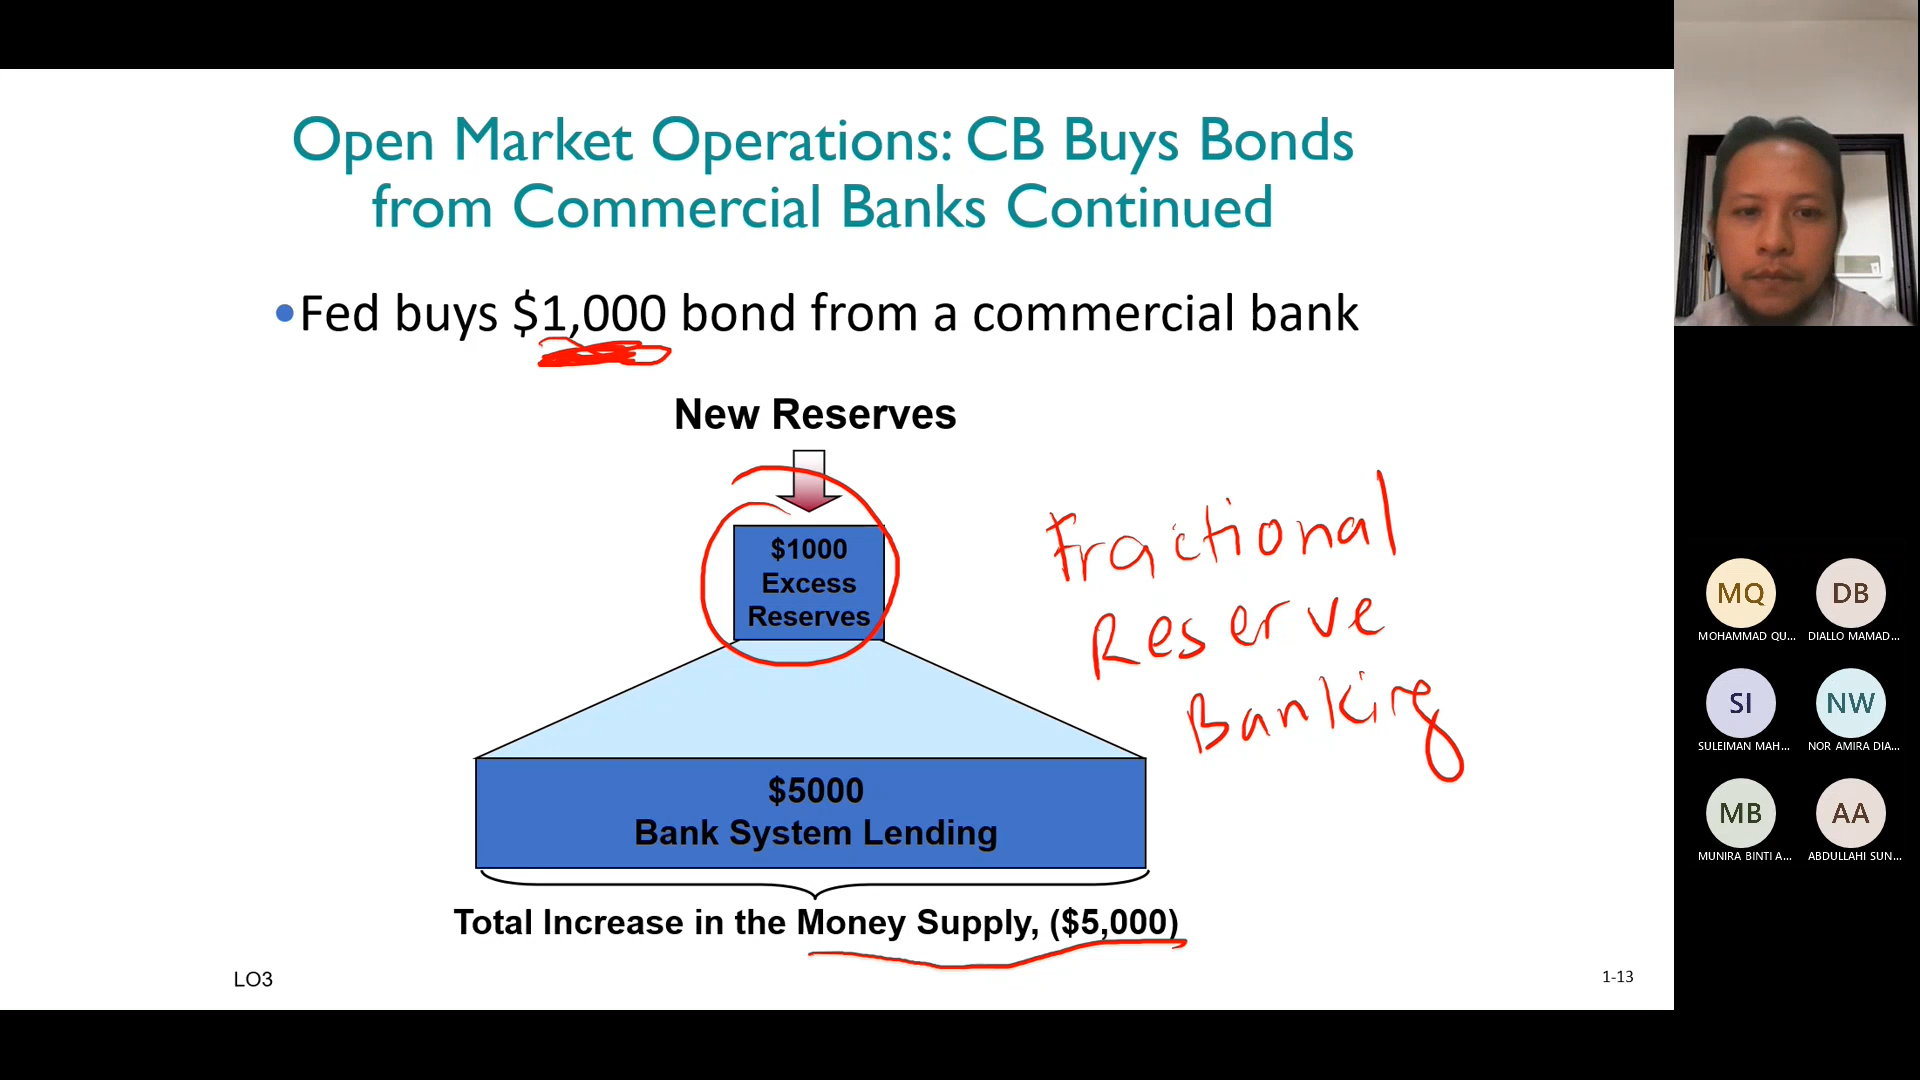 Open Market Operations: CB Buys Bonds
from Commercial Banks Continued
•Fed buys $1,000 bond from a commercial bank
New Reserves
$1000
Excess
Reserves
Fractional
Reserve
Banking
$5000
Bank System Lending
Total Increase in the Money Supply, ($5,000)
LO3
1-13
MQ
DB
MOHAMMAD QU...
DIALLO MAMAD...
SI
NW
SULEIMAN MAH...
NOR AMIRA DIA...
MB
AA
MUNIRA BINTI A...
ABDULLAHI SUN...